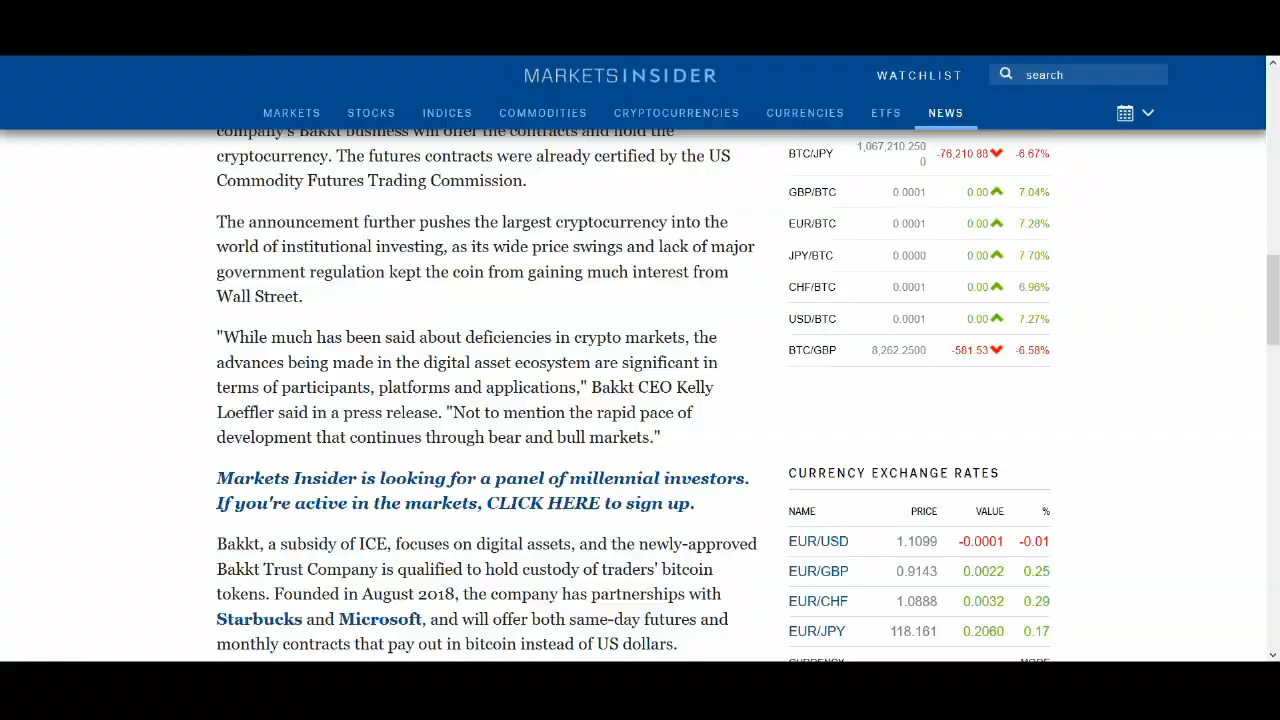 MARKETS INSIDER
WATCHLIST
search
MARKETS STOCKS INDICES COMMODITIES CRYPTOCURRENCIES CURRENCIES ETFS NEWS
company's Bakkt business will offer the contracts and hold the
cryptocurrency. The futures contracts were already certified by the US
Commodity Futures Trading Commission.
The announcement further pushes the largest cryptocurrency into the
world of institutional investing, as its wide price swings and lack of major
government regulation kept the coin from gaining much interest from
Wall Street.
"While much has been said about deficiencies in crypto markets, the
advances being made in the digital asset ecosystem are significant in
terms of participants, platforms and applications," Bakkt CEO Kelly
Loeffler said in a press release. "Not to mention the rapid pace of
development that continues through bear and bull markets."
Markets Insider is looking for a panel of millennial investors.
If you're active in the markets, CLICK HERE to sign up.
Bakkt, a subsidy of ICE, focuses on digital assets, and the newly-approved
Bakkt Trust Company is qualified to hold custody of traders' bitcoin
tokens. Founded in August 2018, the company has partnerships with
Starbucks and Microsoft, and will offer both same-day futures and
monthly contracts that pay out in bitcoin instead of US dollars.
BTC/JPY 1,067,210.250 -76,210.88 -6.67%
0
GBP/BTC 0.0001 0.00 7.04%
EUR/BTC 0.0001 0.00 7.28%
JPY/BTC 0.0000 0.00 7.70%
CHF/BTC 0.0001 0.00 6.96%
USD/BTC 0.0001 0.00 7.27%
BTC/GBP 8,262.2500 -581.53 -6.58%
CURRENCY EXCHANGE RATES
NAME PRICE VALUE %
EUR/USD 1.1099 -0.0001 -0.01
EUR/GBP 0.9143 0.0022 0.25
EUR/CHF 1.0888 0.0032 0.29
EUR/JPY 118.161 0.2060 0.17
CURRENCY MORE